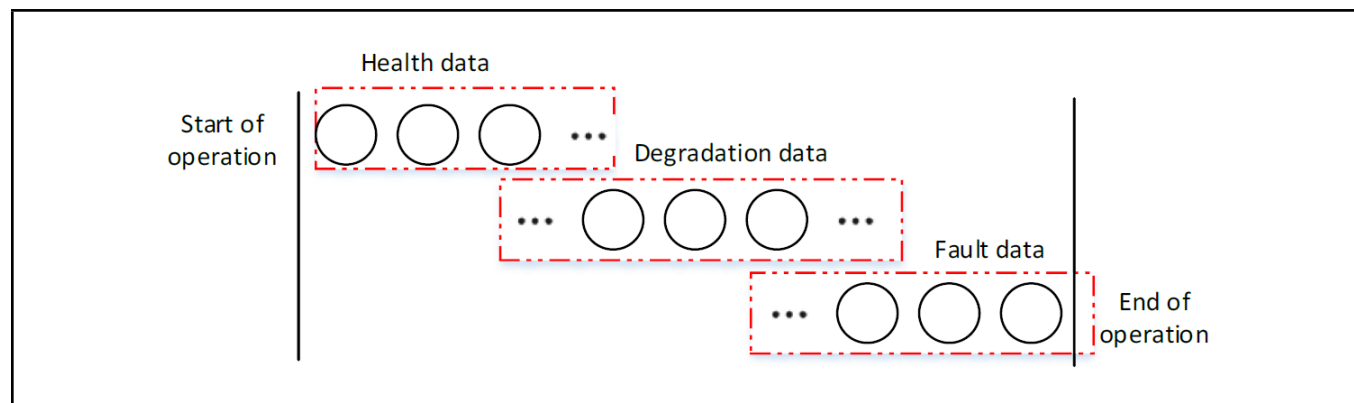 Health data
Start of
operation
Degradation data
Fault data
End of
operation